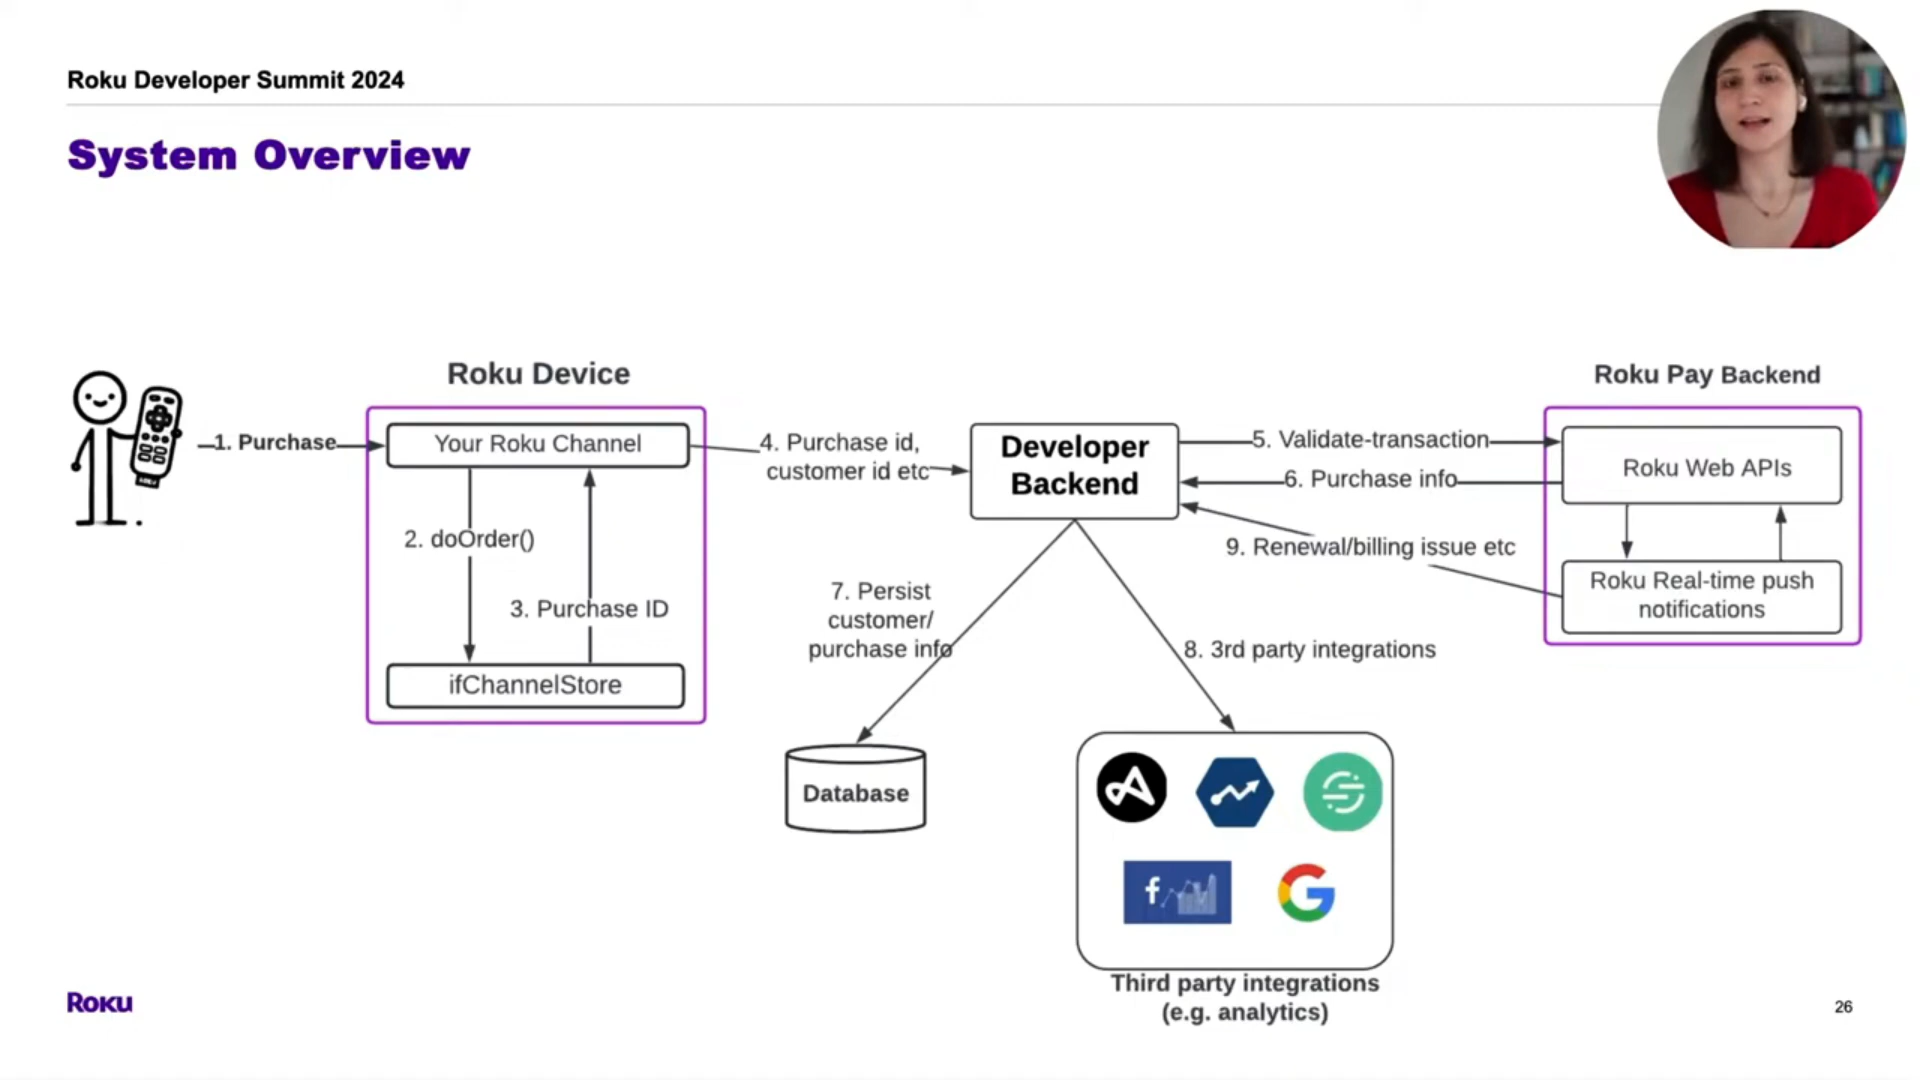 Roku Developer Summit 2024
System Overview
Roku Device
Roku Pay Backend
1. Purchase
Your Roku Channel
2. doOrder()
3. Purchase ID
ifChannelStore
4. Purchase id,
customer id etc
Developer
Backend
5. Validate-transaction
6. Purchase info
9. Renewal/billing issue etc
Roku Web APIs
Roku Real-time push
notifications
7. Persist
customer/
purchase info
8. 3rd party integrations
Database
f
G
Third party integrations
(e.g. analytics)
Roku
26